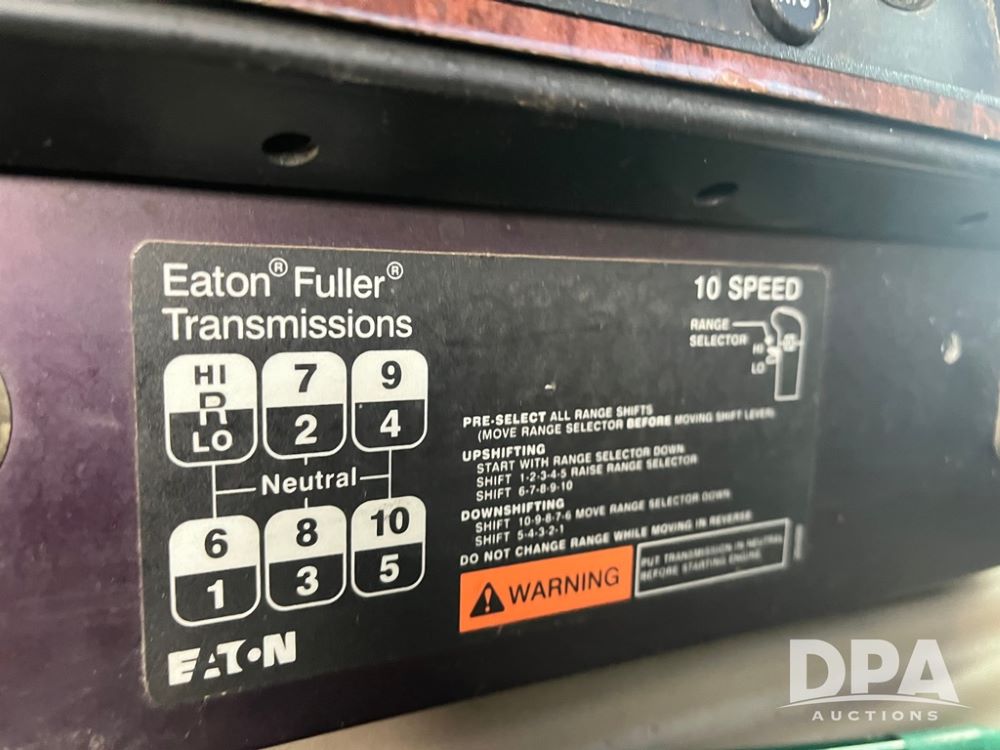 Eaton® Fuller®
Transmissions
10 SPEED
RANGE
SELECTOR
HI
LO
HI
R
LO
7
2
9
4
Neutral
6
1
8
3
10
5
PRE-SELECT ALL RANGE SHIFTS
(MOVE RANGE SELECTOR BEFORE MOVING SHIFT LEVER)
UPSHIFTING
START WITH RANGE SELECTOR DOWN
SHIFT 1-2-3-4-5 RAISE RANGE SELECTOR
SHIFT 6-7-8-9-10
DOWNSHIFTING
SHIFT 10-9-8-7-6 MOVE RANGE SELECTOR DOWN
SHIFT 5-4-3-2-1
DO NOT CHANGE RANGE WHILE MOVING IN REVERSE
WARNING
PUT TRANSMISSION IN NEUTRAL
BEFORE STARTING ENGINE
EATON
DPA
AUCTIONS